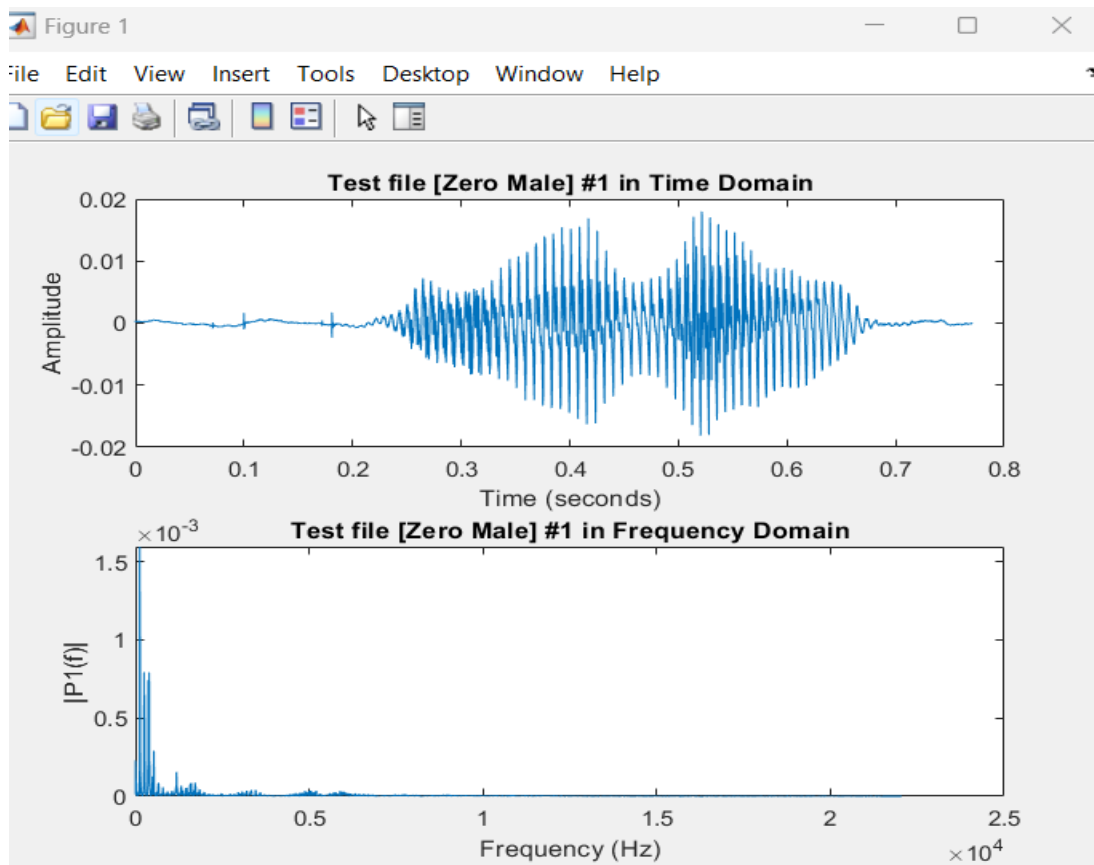 Figure 1
File Edit View Insert Tools Desktop Window Help
Test file [Zero Male] #1 in Time Domain
0.02
0.01
0
-0.01
-0.02
Amplitude
0 0.1 0.2 0.3 0.4 0.5 0.6 0.7 0.8
Time (seconds)
×10⁻³
Test file [Zero Male] #1 in Frequency Domain
1.5
1
0.5
0
|P1(f)|
0 0.5 1 1.5 2 2.5
Frequency (Hz)
×10⁴